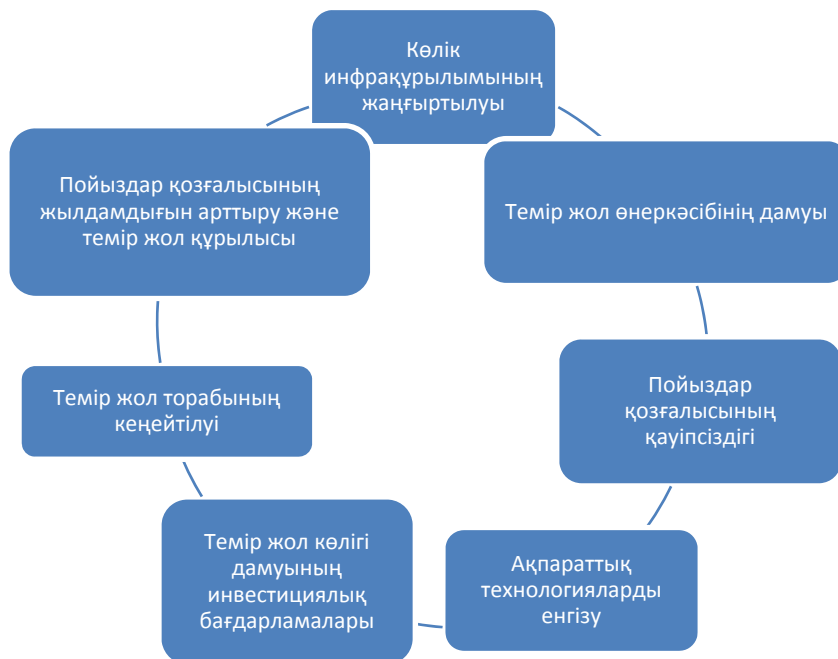 Көлік
инфрақұрылымының
жаңғыртылуы
Темір жол өнеркәсібінің дамуы
Пойыздар
қозғалысының
қауіпсіздігі
Ақпараттық
технологияларды
енгізу
Темір жол көлігі
дамуының
инвестициялық
бағдарламалары
Темір жол торабының
кеңейтілуі
Пойыздар қозғалысының
жылдамдығын арттыру және
темір жол құрылысы